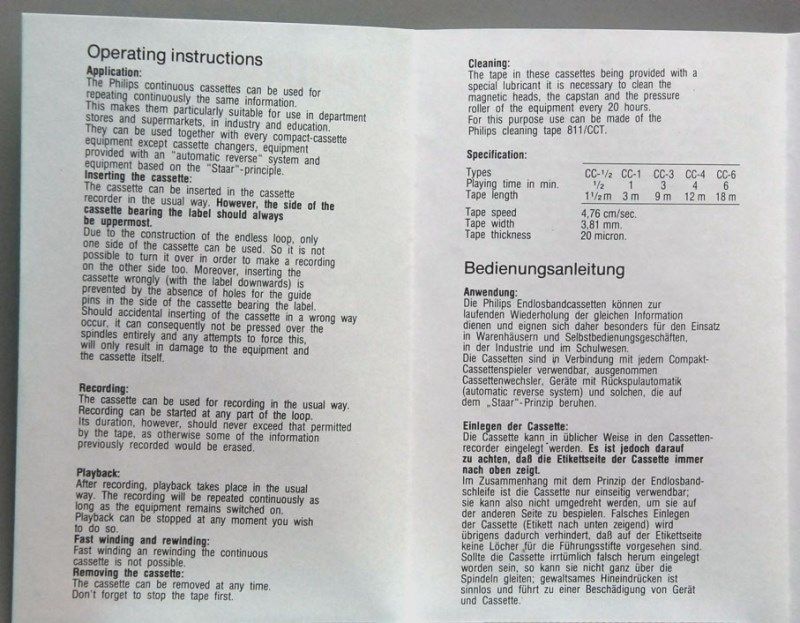 Operating instructions
Application:
The Philips continuous cassettes can be used for
repeating continuously the same information.
This makes them particularly suitable for use in department
stores and supermarkets, in industry and education.
They can be used together with every compact-cassette
equipment except cassette changers, equipment
provided with an "automatic reverse" system and
equipment based on the "Staar"-principle.
Inserting the cassette:
The cassette can be inserted in the cassette
recorder in the usual way. However, the side of the
cassette bearing the label should always
be uppermost.
Due to the construction of the endless loop, only
one side of the cassette can be used. So it is not
possible to turn it over in order to make a recording
on the other side too. Moreover, inserting the
cassette wrongly (with the label downwards) is
prevented by the absence of holes for the guide
pins in the side of the cassette bearing the label.
Should accidental inserting of the cassette in a wrong way
occur, it can consequently not be pressed over the
spindles entirely and any attempts to force this,
will only result in damage to the equipment and
the cassette itself.
Recording:
The cassette can be used for recording in the usual way.
Recording can be started at any part of the loop.
Its duration, however, should never exceed that permitted
by the tape, as otherwise some of the information
previously recorded would be erased.
Playback:
After recording, playback takes place in the usual
way. The recording will be repeated continuously as
long as the equipment remains switched on.
Playback can be stopped at any moment you wish
to do so.
Fast winding and rewinding:
Fast winding an rewinding the continuous
cassette is not possible.
Removing the cassette:
The cassette can be removed at any time.
Don't forget to stop the tape first.
Cleaning:
The tape in these cassettes being provided with a
special lubricant it is necessary to clean the
magnetic heads, the capstan and the pressure
roller of the equipment every 20 hours.
For this purpose use can be made of the
Philips cleaning tape 811/CCT.
Specification:
Types CC-1/2 CC-1 CC-3 CC-4 CC-6
Playing time in min. 1/2 1 3 4 6
Tape length 1 1/2 m 3 m 9 m 12 m 18 m
Tape speed 4,76 cm/sec.
Tape width 3,81 mm.
Tape thickness 20 micron.
Bedienungsanleitung
Anwendung:
Die Philips Endlosbandcassetten können zur
laufenden Wiederholung der gleichen Information
dienen und eignen sich daher besonders für den Einsatz
in Warenhäusern und Selbstbedienungsgeschäften,
in der Industrie und im Schulwesen.
Die Cassetten sind in Verbindung mit jedem Compakt-
Cassettenspieler verwendbar, ausgenommen
Cassettenwechsler, Geräte mit Rückspulautomatik
(automatic reverse system) und solchen, die auf
dem „Staar"-Prinzip beruhen.
Einlegen der Cassette:
Die Cassette kann in üblicher Weise in den Cassetten-
recorder eingelegt werden. Es ist jedoch darauf
zu achten, daß die Etikettseite der Cassette immer
nach oben zeigt.
Im Zusammenhang mit dem Prinzip der Endlosband-
schleife ist die Cassette nur einseitig verwendbar;
sie kann also nicht umgedreht werden, um sie auf
der anderen Seite zu bespielen. Falsches Einlegen
der Cassette (Etikett nach unten zeigend) wird
übrigens dadurch verhindert, daß auf der Etikettseite
keine Löcher für die Führungsstifte vorgesehen sind.
Sollte die Cassette irrtümlich falsch herum eingelegt
worden sein, so kann sie nicht ganz über die
Spindeln gleiten; gewaltsames Hineindrücken ist
sinnlos und führt zu einer Beschädigung von Gerät
und Cassette.